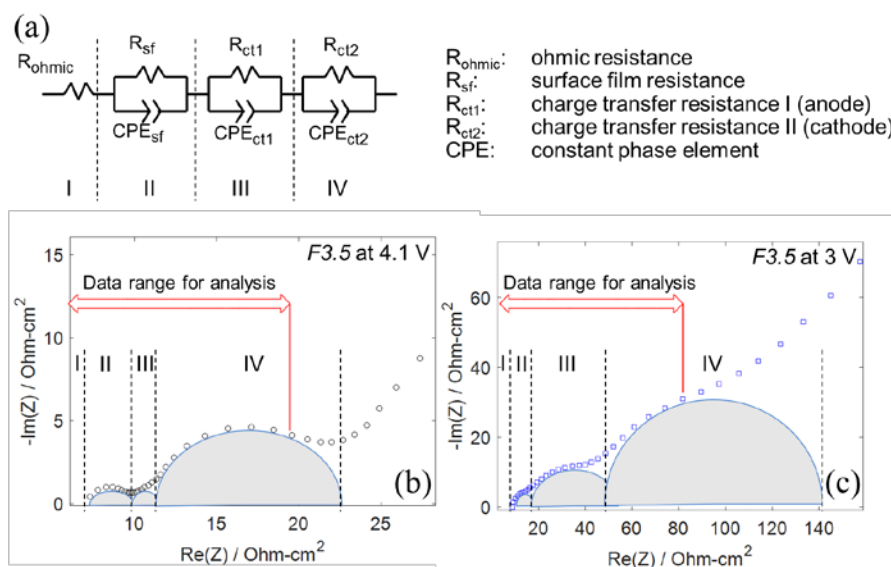 (a)
R_ohmic
R_sf
R_ct1
R_ct2
CPE_sf
CPE_ct1
CPE_ct2
I II III IV
R_ohmic: ohmic resistance
R_sf: surface film resistance
R_ct1: charge transfer resistance I (anode)
R_ct2: charge transfer resistance II (cathode)
CPE: constant phase element
F3.5 at 4.1 V
Data range for analysis
I II III IV
(b)
-Im(Z) / Ohm-cm²
15
10
5
0
10 15 20 25
Re(Z) / Ohm-cm²
F3.5 at 3 V
Data range for analysis
I II III IV
(c)
-Im(Z) / Ohm-cm²
60
40
20
0
20 40 60 80 100 120 140
Re(Z) / Ohm-cm²